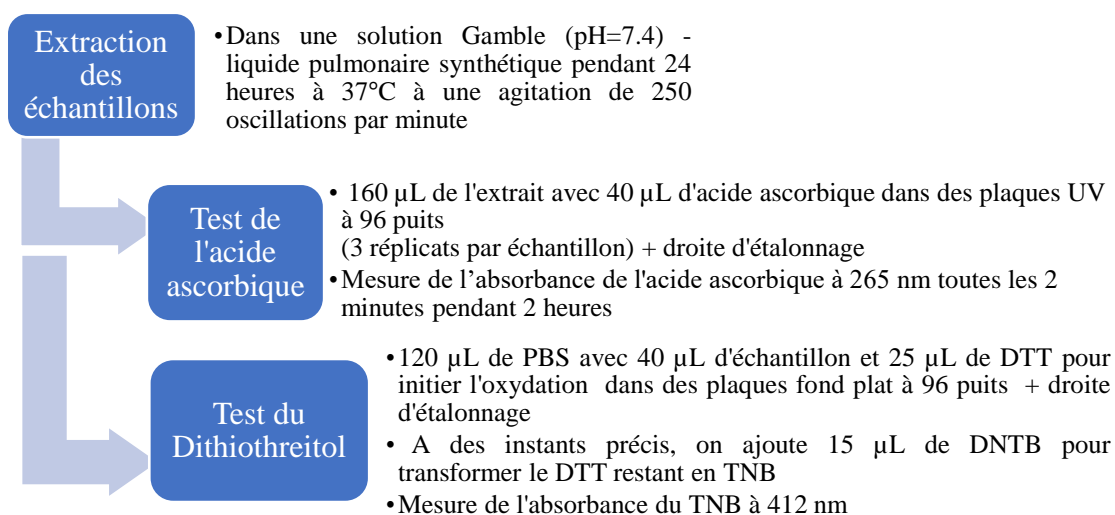 Extraction
des
échantillons
•Dans une solution Gamble (pH=7.4) -
liquide pulmonaire synthétique pendant 24
heures à 37°C à une agitation de 250
oscillations par minute
Test de
l'acide
ascorbique
• 160 µL de l'extrait avec 40 µL d'acide ascorbique dans des plaques UV
à 96 puits
(3 réplicats par échantillon) + droite d'étalonnage
•Mesure de l’absorbance de l'acide ascorbique à 265 nm toutes les 2
minutes pendant 2 heures
Test du
Dithiothreitol
•120 µL de PBS avec 40 µL d'échantillon et 25 µL de DTT pour
initier l'oxydation dans des plaques fond plat à 96 puits + droite
d'étalonnage
• A des instants précis, on ajoute 15 µL de DNTB pour
transformer le DTT restant en TNB
•Mesure de l'absorbance du TNB à 412 nm